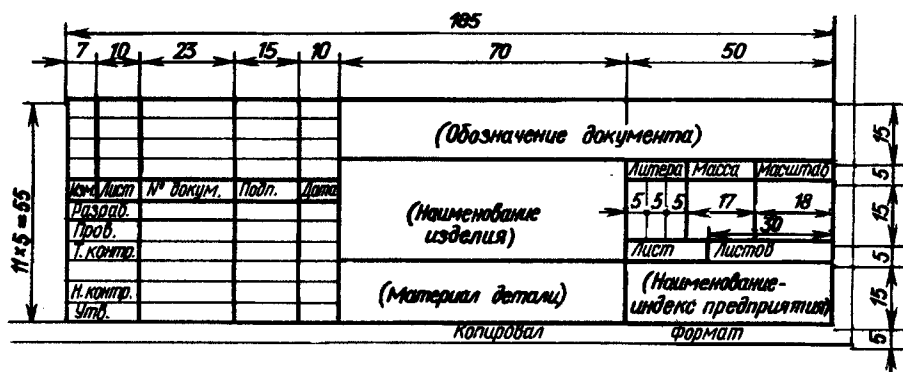 185
7 10 23 15 10 70 50
(Обозначение документа)
15
Литера Масса Масштаб
5
Изм. Лист № докум. Подп. Дата
11×5=55
Разраб.
(Наименование
изделия)
5 5 5 17 18
15
Пров.
30
Т. контр.
Лист Листов
5
(Материал детали)
(Наименование-
индекс предприятия)
15
Н. контр.
Утв.
Копировал Формат
5